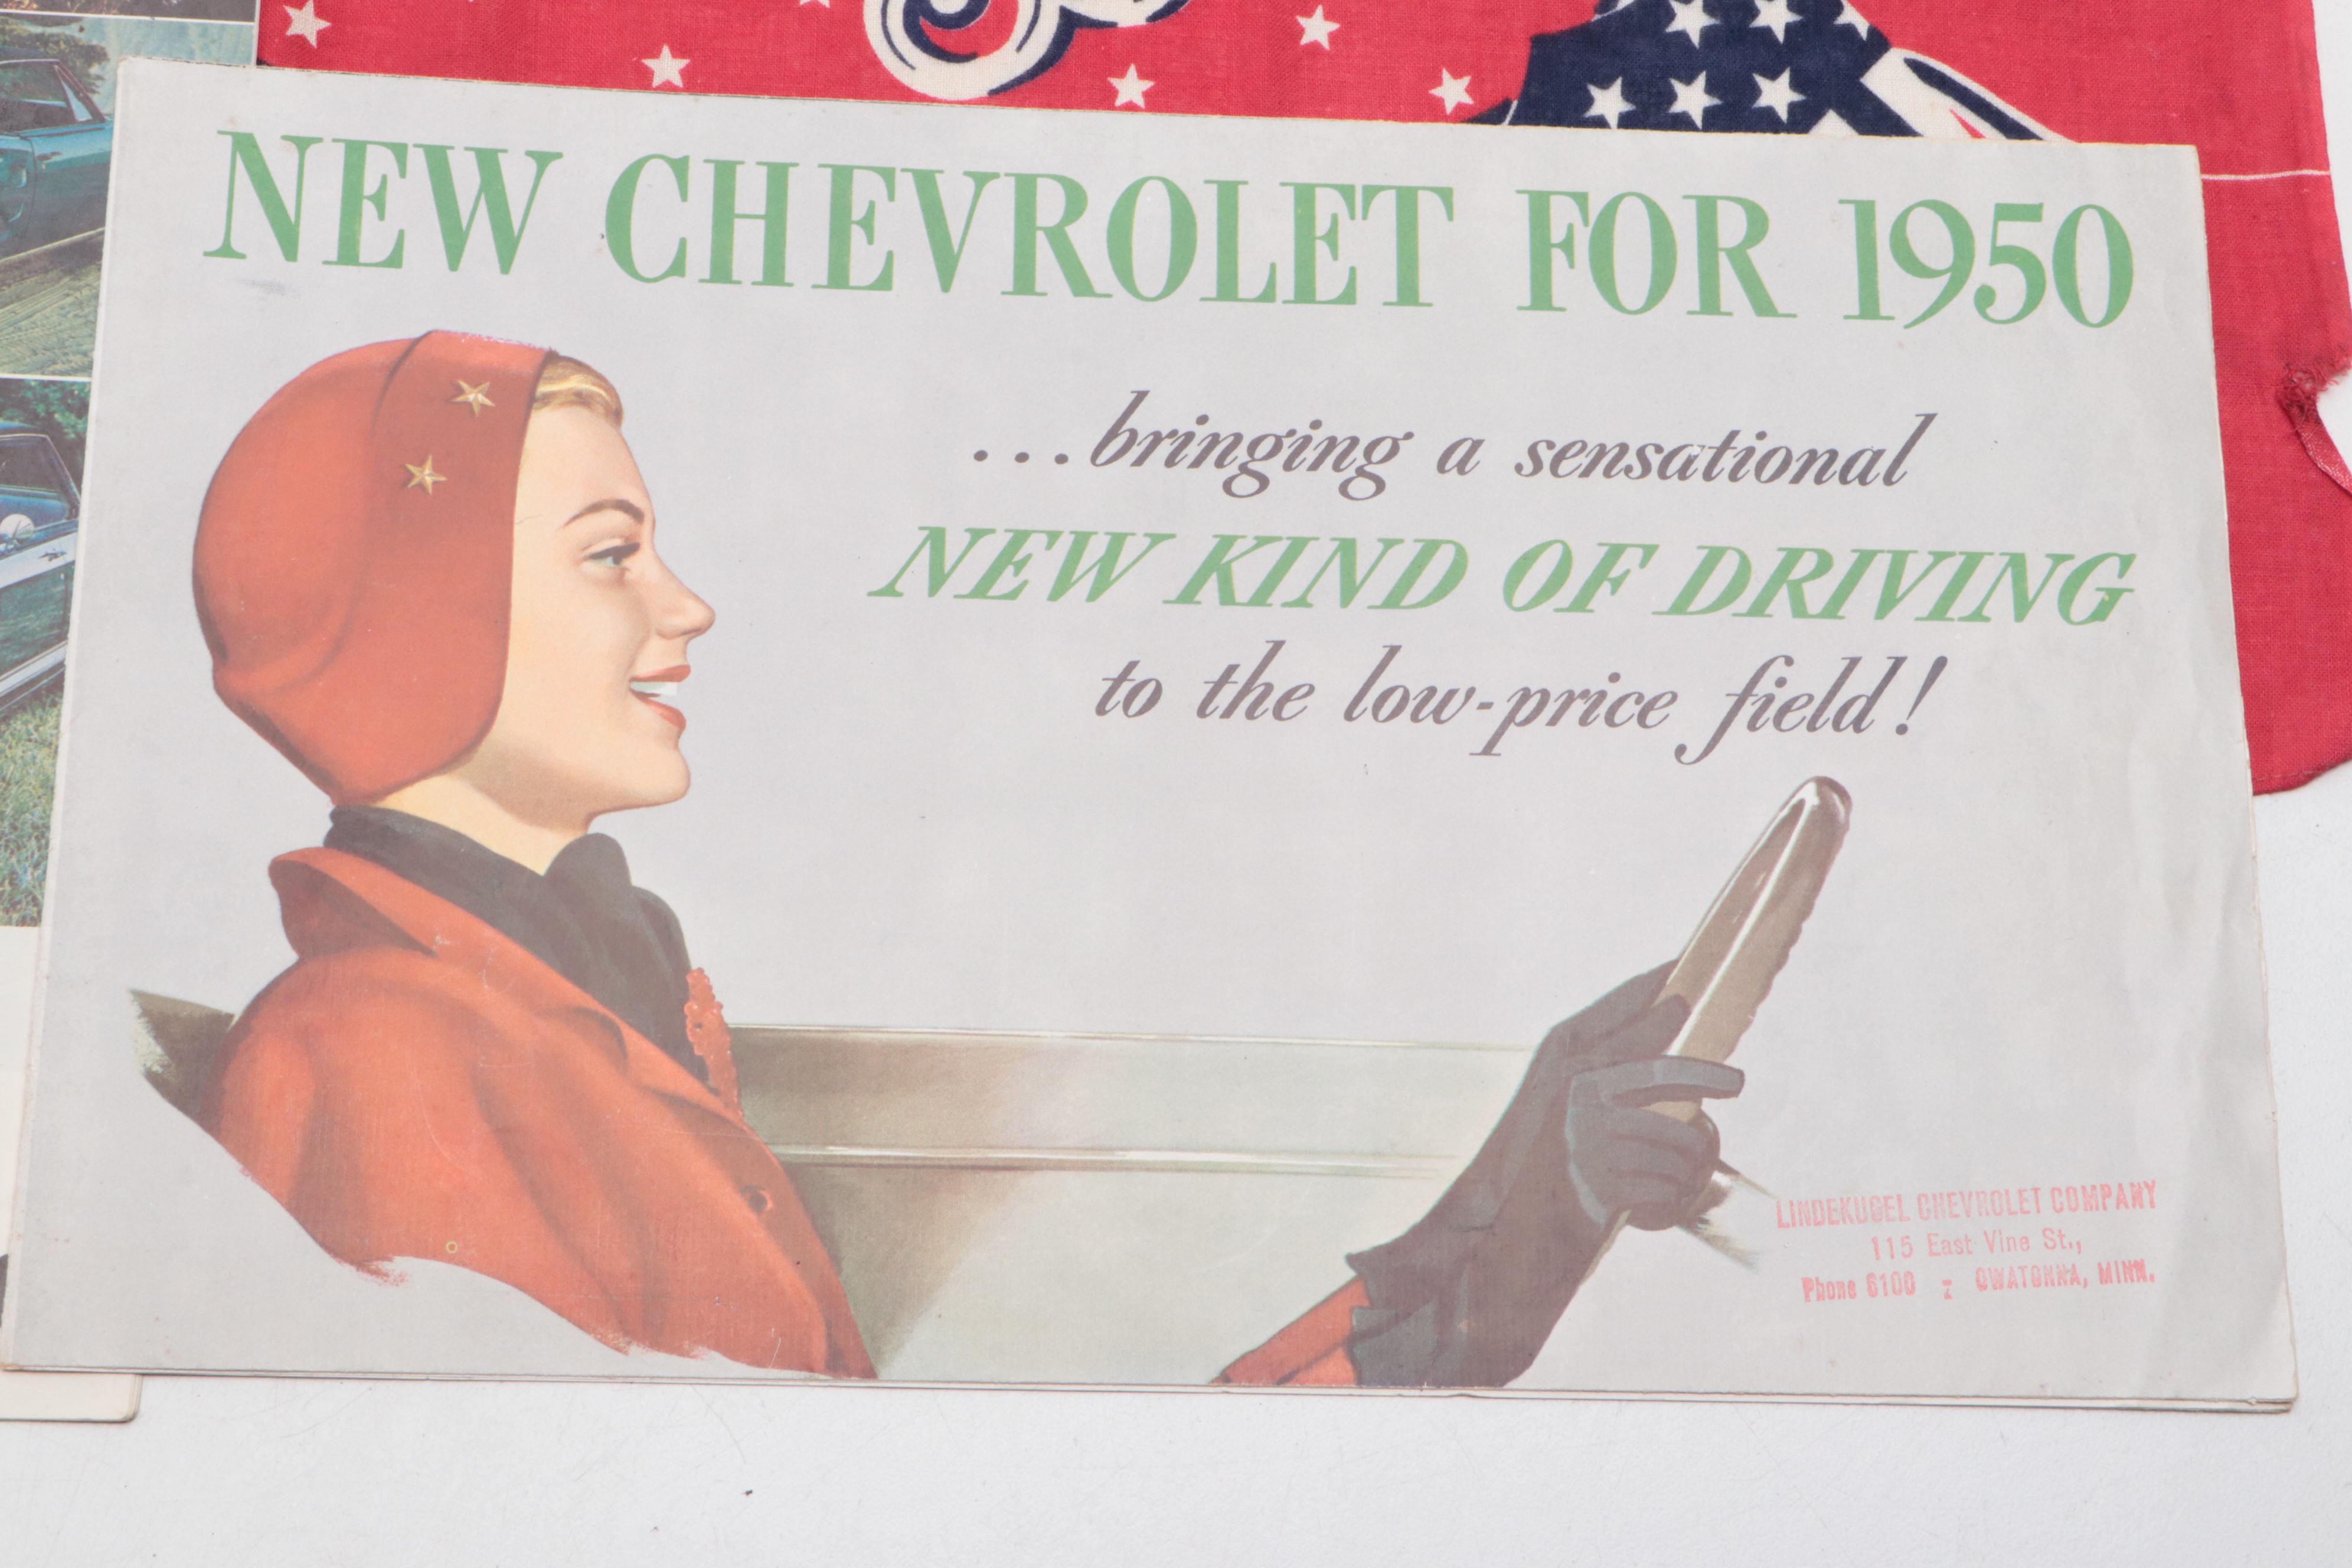 NEW CHEVROLET FOR 1950
...bringing a sensational
NEW KIND OF DRIVING
to the low-price field!
LINDEKUGEL CHEVROLET COMPANY
115 East Vine St.,
Phone 6100 - OWATONNA, MINN.